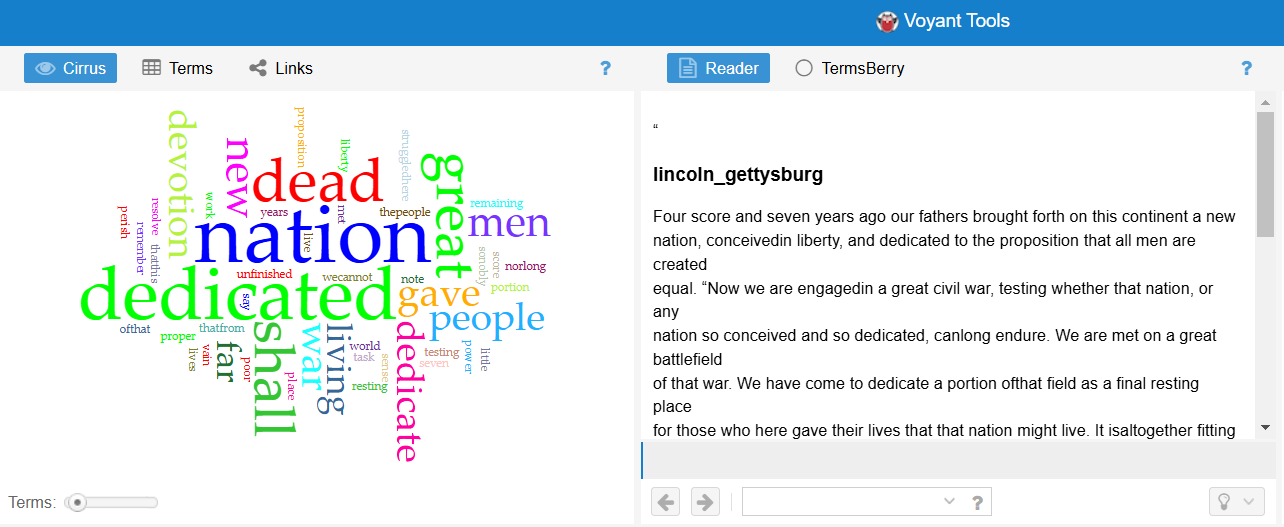 Voyant Tools
Cirrus Terms Links ?
Reader TermsBerry ?
devotion
new
proposition
liberty
struggledhere
dead
great
work
resolve
perish
remember
thatthis
years
met
thepeople
remaining
men
nation
live
sonobly
score
norlong
unfinished
wecannot
note
portion
dedicated
say
gave
people
ofthat
proper
thatfrom
lives
vain
far
poor
shall
place
war
living
world
task
sense
resting
dedicate
testing
seven
power
little
Terms:
“
lincoln_gettysburg
Four score and seven years ago our fathers brought forth on this continent a new
nation, conceivedin liberty, and dedicated to the proposition that all men are
created
equal. “Now we are engagedin a great civil war, testing whether that nation, or
any
nation so conceived and so dedicated, canlong endure. We are met on a great
battlefield
of that war. We have come to dedicate a portion ofthat field as a final resting
place
for those who here gave their lives that that nation might live. It isaltogether fitting
?